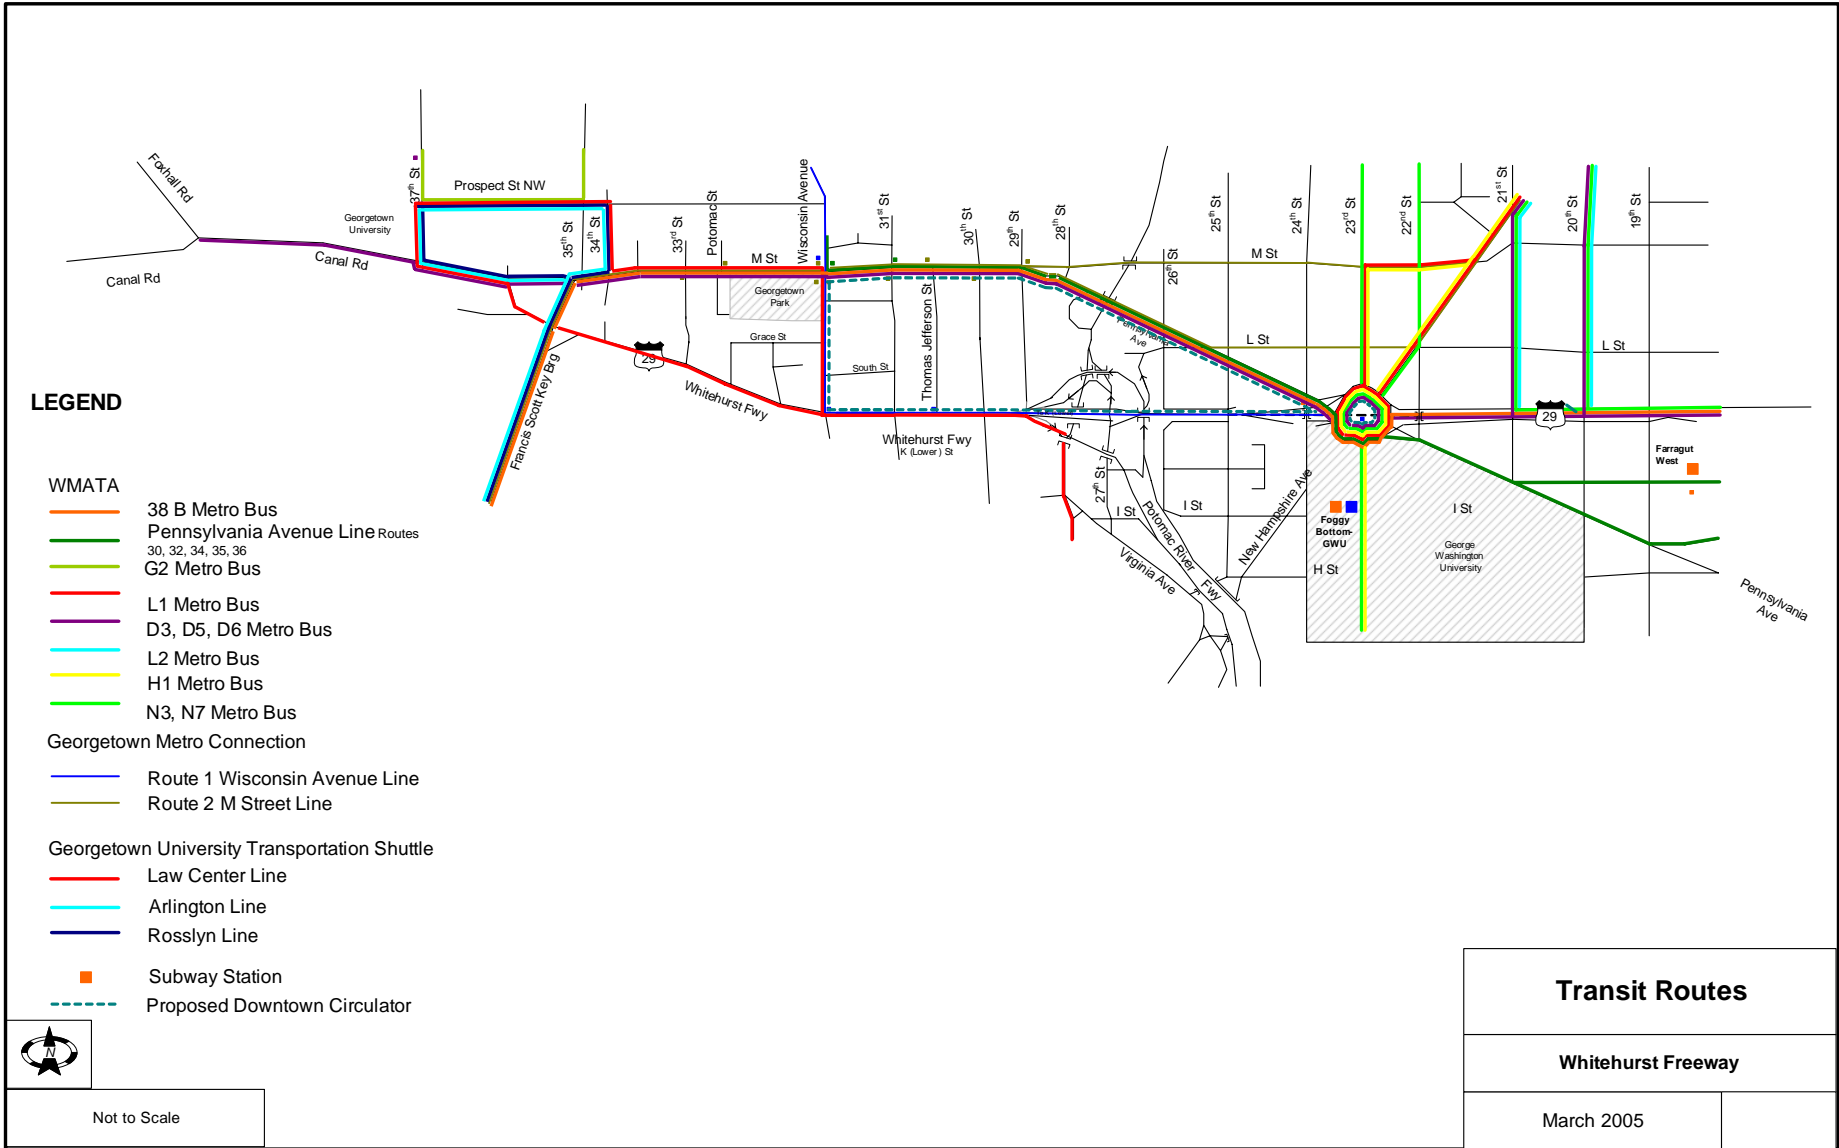 Foxhall Rd
Canal Rd
Canal Rd
Georgetown
University
37th St
Prospect St NW
35th St
34th St
33rd St
Potomac St
Wisconsin Avenue
M St
Georgetown
Park
Grace St
South St
31st St
Thomas Jefferson St
30th St
29th St
28th St
Pennsylvania
Ave
26th St
25th St
M St
24th St
23rd St
22nd St
21st St
20th St
19th St
L St
L St
29
29
Whitehurst Fwy
Francis Scott Key Brg
Whitehurst Fwy
K (Lower) St
27th St
I St
I St
Potomac River
Fwy
Virginia Ave
New Hampshire Ave
Foggy
Bottom-
GWU
H St
I St
George
Washington
University
Farragut
West
Pennsylvania
Ave
LEGEND
WMATA
38 B Metro Bus
Pennsylvania Avenue Line Routes
30, 32, 34, 35, 36
G2 Metro Bus
L1 Metro Bus
D3, D5, D6 Metro Bus
L2 Metro Bus
H1 Metro Bus
N3, N7 Metro Bus
Georgetown Metro Connection
Route 1 Wisconsin Avenue Line
Route 2 M Street Line
Georgetown University Transportation Shuttle
Law Center Line
Arlington Line
Rosslyn Line
Subway Station
Proposed Downtown Circulator
N
Not to Scale
Transit Routes
Whitehurst Freeway
March 2005